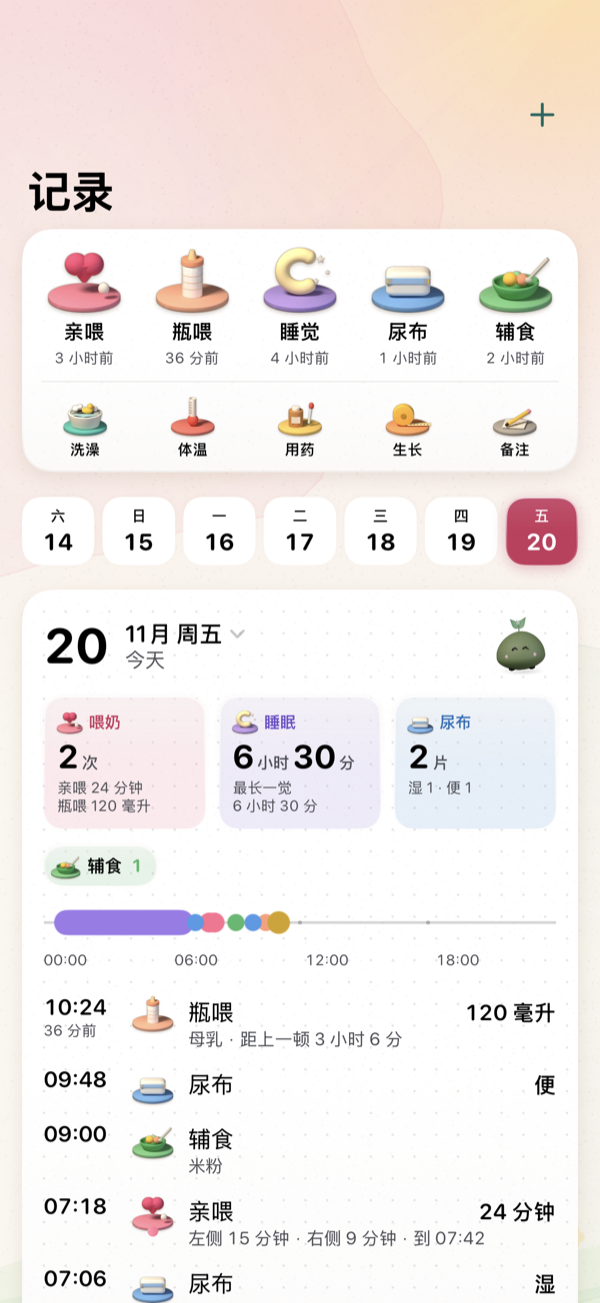 记录
亲喂 瓶喂 睡觉 尿布 辅食
3 小时前 36 分前 4 小时前 1 小时前 2 小时前
洗澡 体温 用药 生长 备注
六 日 一 二 三 四 五
14 15 16 17 18 19 20
20 11月 周五
今天
喂奶 睡眠 尿布
2 次 6 小时 30 分 2 片
亲喂 24 分钟 最长一觉 湿 1 · 便 1
瓶喂 120 毫升 6 小时 30 分
辅食 1
00:00 06:00 12:00 18:00
10:24 瓶喂 120 毫升
36 分前 母乳 · 距上一顿 3 小时 6 分
09:48 尿布 便
09:00 辅食
米粉
07:18 亲喂 24 分钟
左侧 15 分钟 · 右侧 9 分钟 · 到 07:42
07:06 尿布 湿